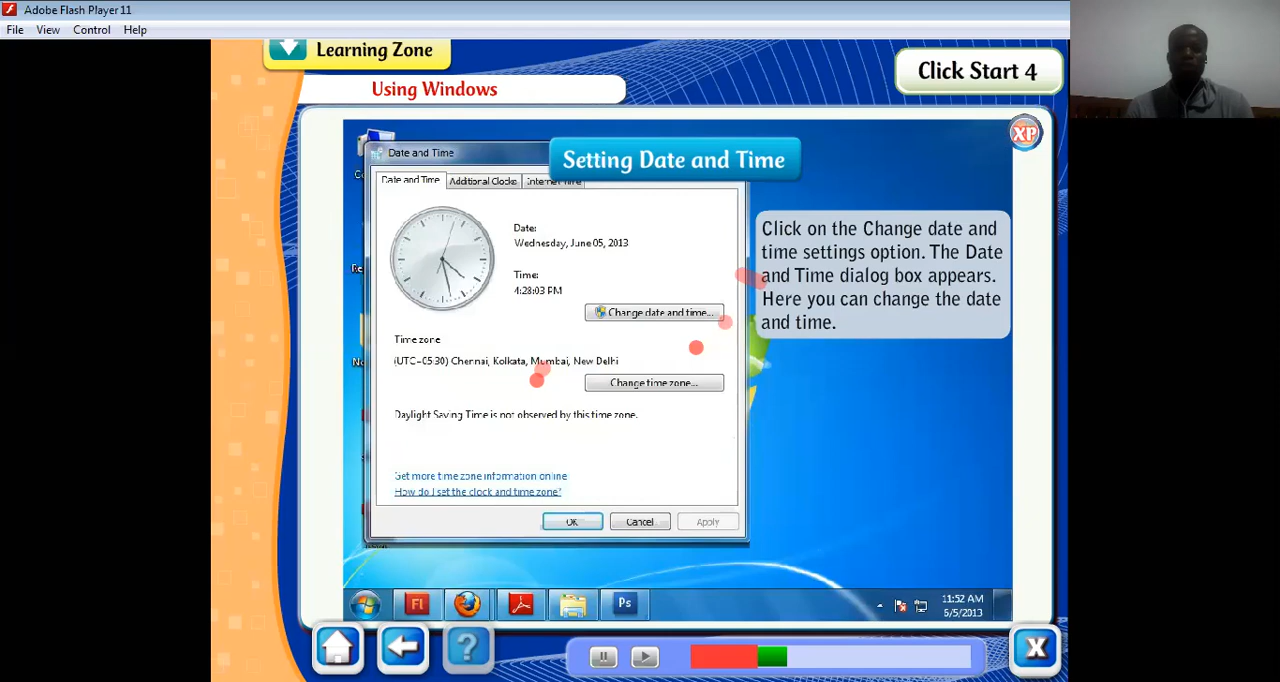 Adobe Flash Player 11
File View Control Help
Learning Zone
Click Start 4
Using Windows
XP
Setting Date and Time
Date and Time
Date and Time Additional Clocks Internet Time
Date:
Wednesday, June 05, 2013
Time:
4:28:03 PM
Change date and time...
Time zone
(UTC+05:30) Chennai, Kolkata, Mumbai, New Delhi
Change time zone...
Daylight Saving Time is not observed by this time zone.
Get more time zone information online
How do I set the clock and time zone?
OK Cancel Apply
Click on the Change date and
time settings option. The Date
and Time dialog box appears.
Here you can change the date
and time.
Fl
Ps
11:52 AM
5/5/2013
?
X